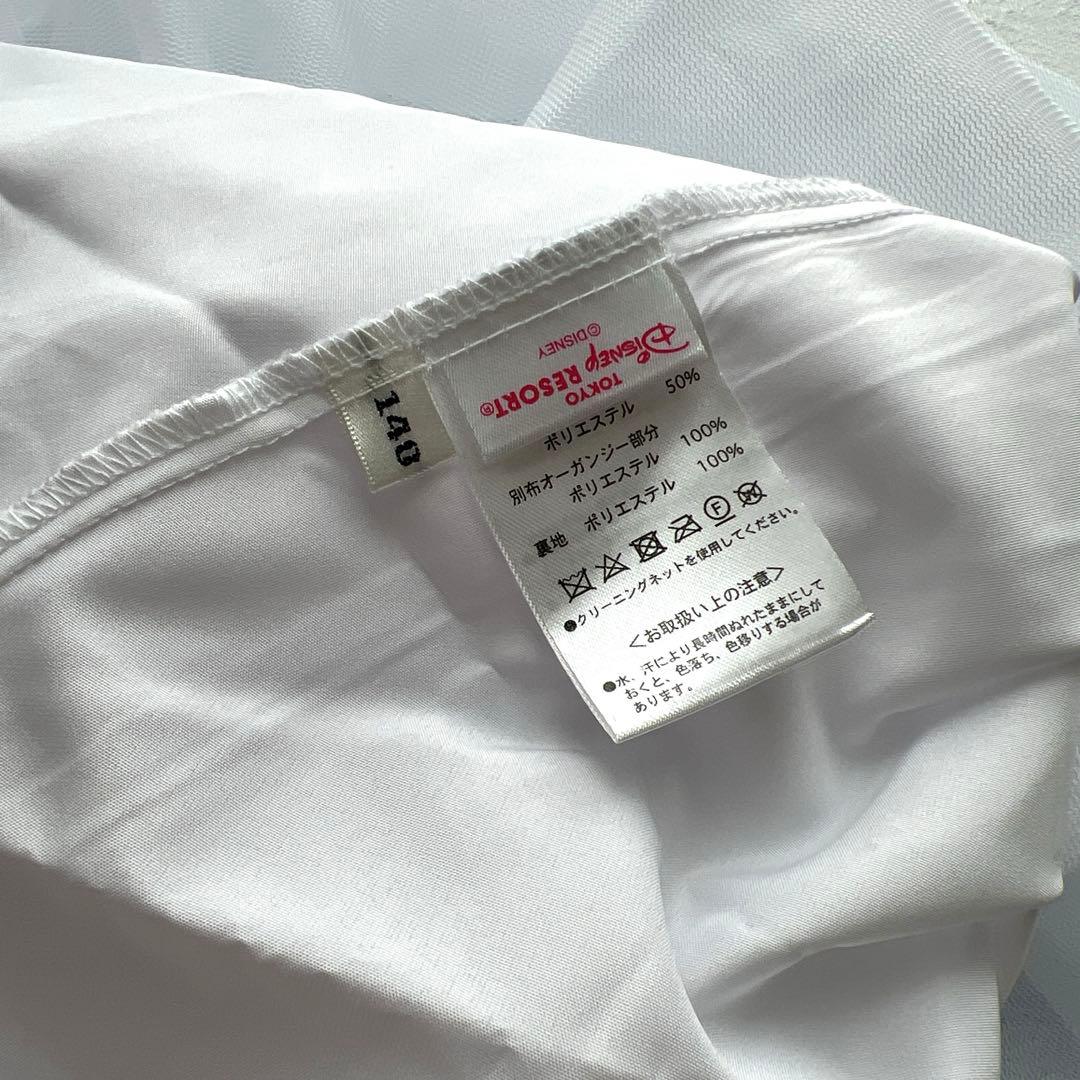 140
©DISNEY
TOKYO
DISNEY RESORT®
ポリエステル 50%
別布オーガンジー部分
ポリエステル 100%
裏地 ポリエステル 100%
F
W
●クリーニングネットを使用してください。
＜お取扱い上の注意＞
●水、汗により長時間ぬれたままにして
おくと、色落ち、色移りする場合が
あります。